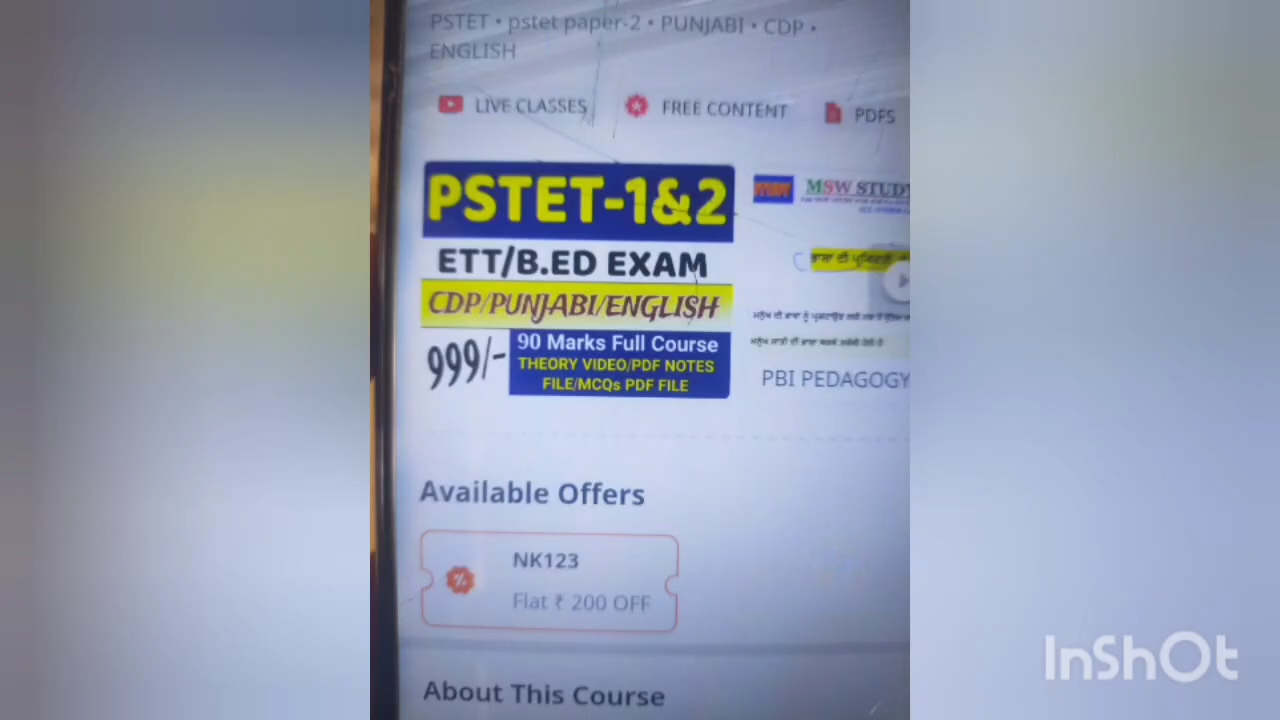 PSTET • pstet paper-2 • PUNJABI • CDP •
ENGLISH
LIVE CLASSES
FREE CONTENT
PDFS
PSTET-1&2
ETT/B.ED EXAM
CDP/PUNJABI/ENGLISH
999/-
90 Marks Full Course
THEORY VIDEO/PDF NOTES
FILE/MCQs PDF FILE
MSW STUDY
ਭਾਸ਼ਾ ਦੀ
PBI PEDAGOGY
Available Offers
NK123
Flat ₹ 200 OFF
About This Course
InShOt